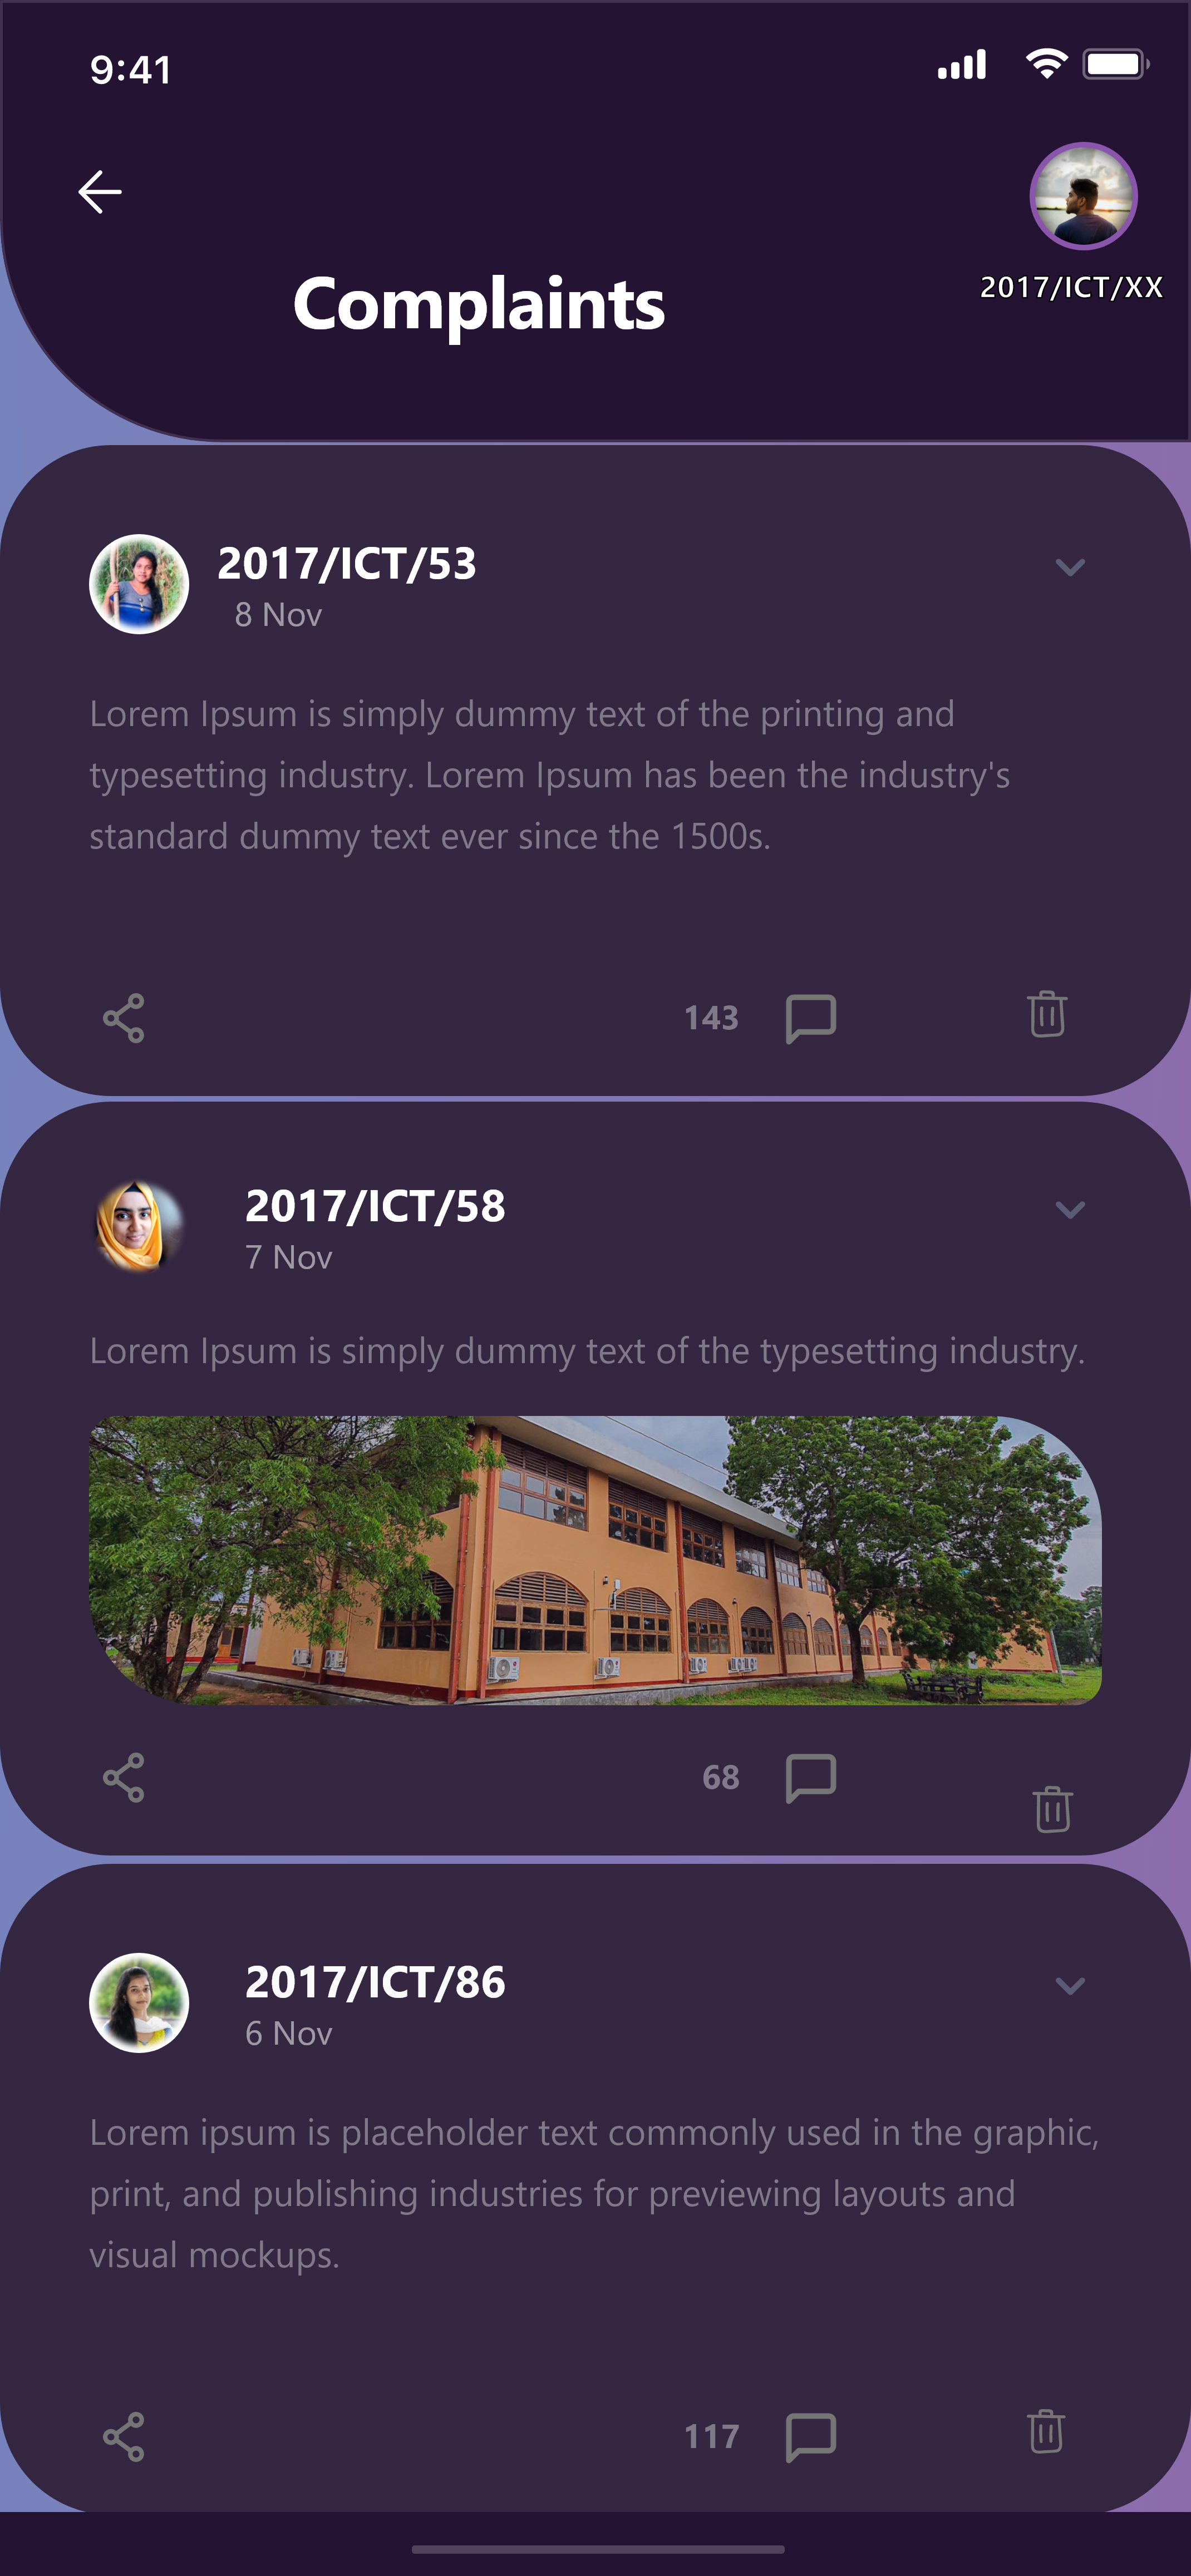 9:41
2017/ICT/XX
Complaints
2017/ICT/53
8 Nov
Lorem Ipsum is simply dummy text of the printing and
typesetting industry. Lorem Ipsum has been the industry's
standard dummy text ever since the 1500s.
143
2017/ICT/58
7 Nov
Lorem Ipsum is simply dummy text of the typesetting industry.
68
2017/ICT/86
6 Nov
Lorem ipsum is placeholder text commonly used in the graphic,
print, and publishing industries for previewing layouts and
visual mockups.
117